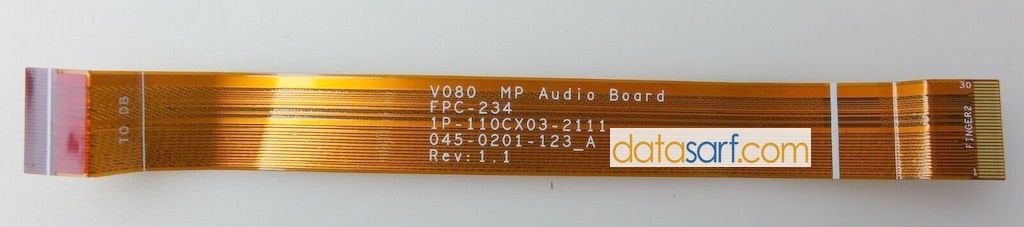 TO DB
V080 MP Audio Board
FPC-234
1P-110CX03-2111
045-0201-123_A
Rev:1.1
datasarf.com
30
FINGER2
1